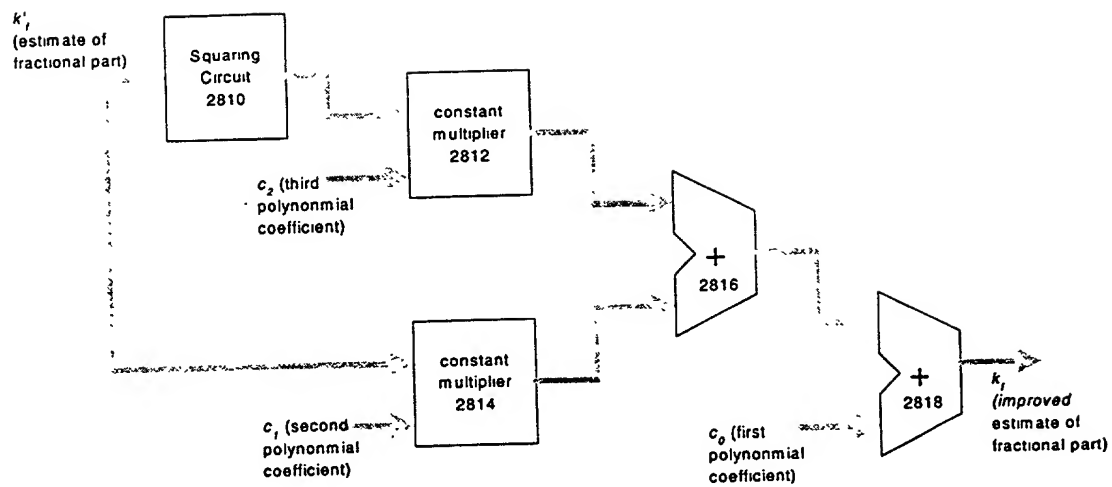 k'f
(estimate of
fractional part)
Squaring
Circuit
2810
constant
multiplier
2812
c2 (third
polynonmial
coefficient)
+
2816
constant
multiplier
2814
c1 (second
polynonmial
coefficient)
+
2818
kf
(improved
estimate of
fractional part)
c0 (first
polynonmial
coefficient)